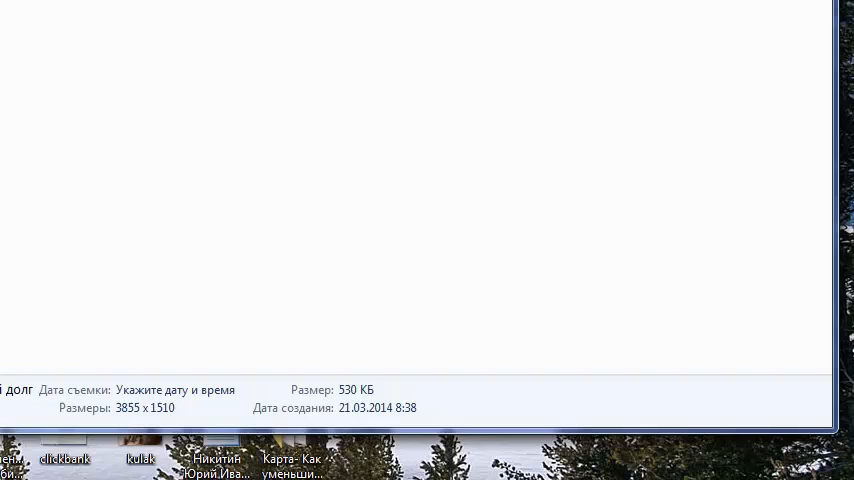 й долг Дата съемки: Укажите дату и время Размер: 530 КБ
Размеры: 3855 x 1510 Дата создания: 21.03.2014 8:38
clickbank kulak Никитин Карта- Как
Юрий.Ива... уменьши...